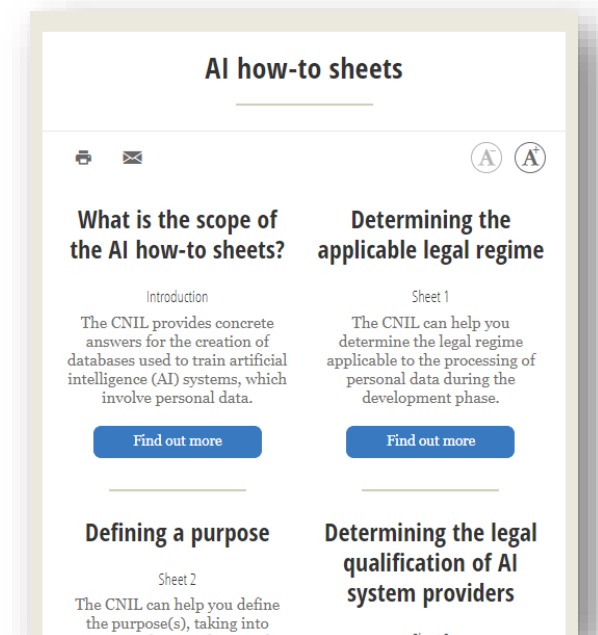 AI how-to sheets
A-
A+
What is the scope of
the AI how-to sheets?
Introduction
The CNIL provides concrete
answers for the creation of
databases used to train artificial
intelligence (AI) systems, which
involve personal data.
Find out more
Determining the
applicable legal regime
Sheet 1
The CNIL can help you
determine the legal regime
applicable to the processing of
personal data during the
development phase.
Find out more
Defining a purpose
Sheet 2
The CNIL can help you define
the purpose(s), taking into
Determining the legal
qualification of AI
system providers